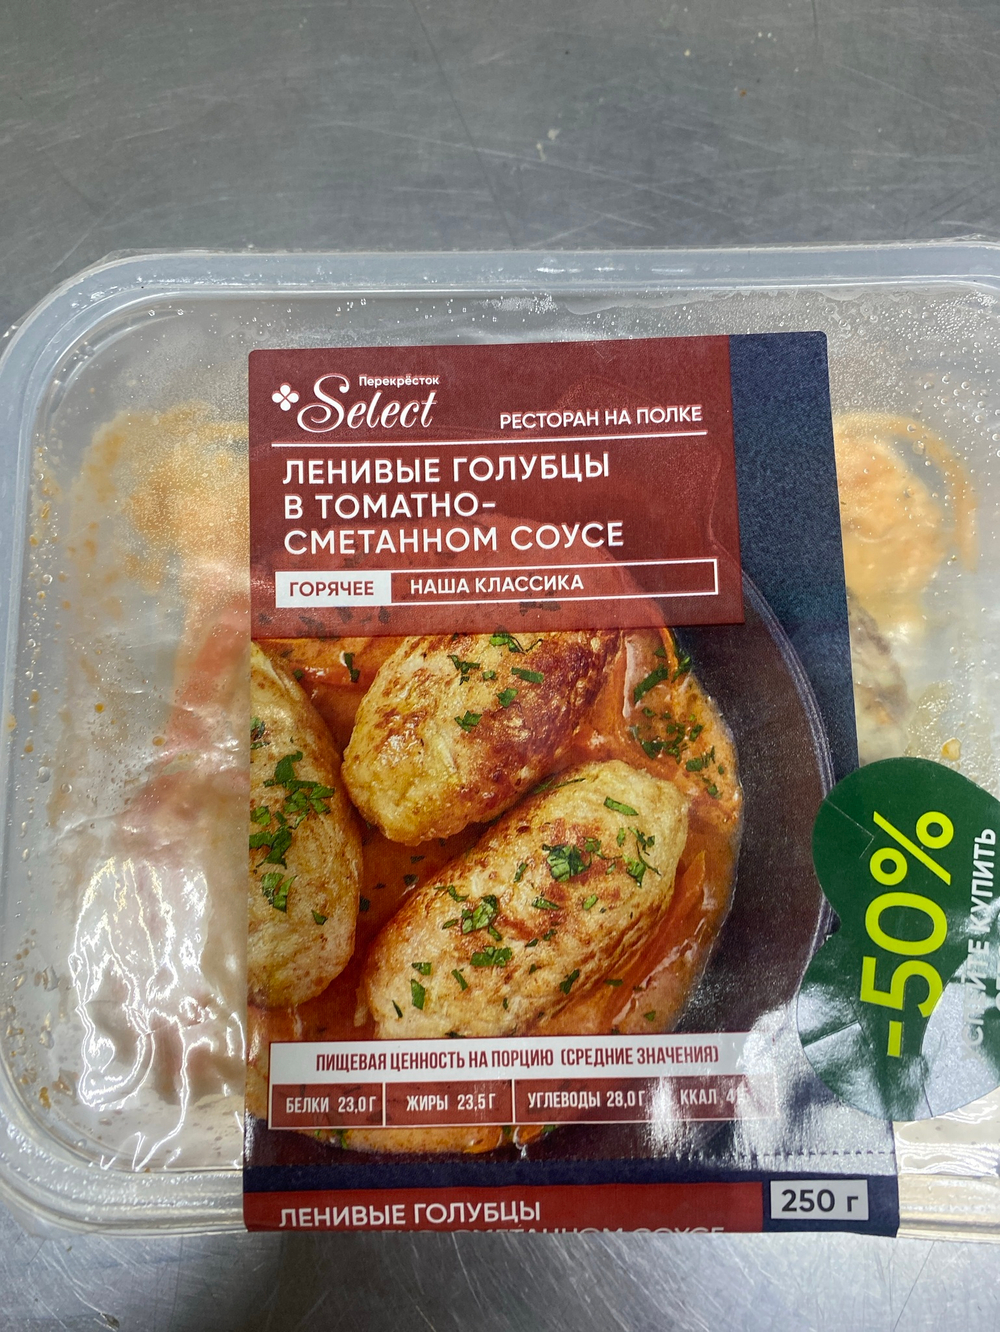 Перекрёсток
Select
РЕСТОРАН НА ПОЛКЕ
ЛЕНИВЫЕ ГОЛУБЦЫ
В ТОМАТНО-
СМЕТАННОМ СОУСЕ
ГОРЯЧЕЕ НАША КЛАССИКА
-50%
КУПИТЬ
ПИЩЕВАЯ ЦЕННОСТЬ НА ПОРЦИЮ (СРЕДНИЕ ЗНАЧЕНИЯ)
БЕЛКИ 23,0 Г ЖИРЫ 23,5 Г УГЛЕВОДЫ 28,0 Г ККАЛ
250 г
ЛЕНИВЫЕ ГОЛУБЦЫ